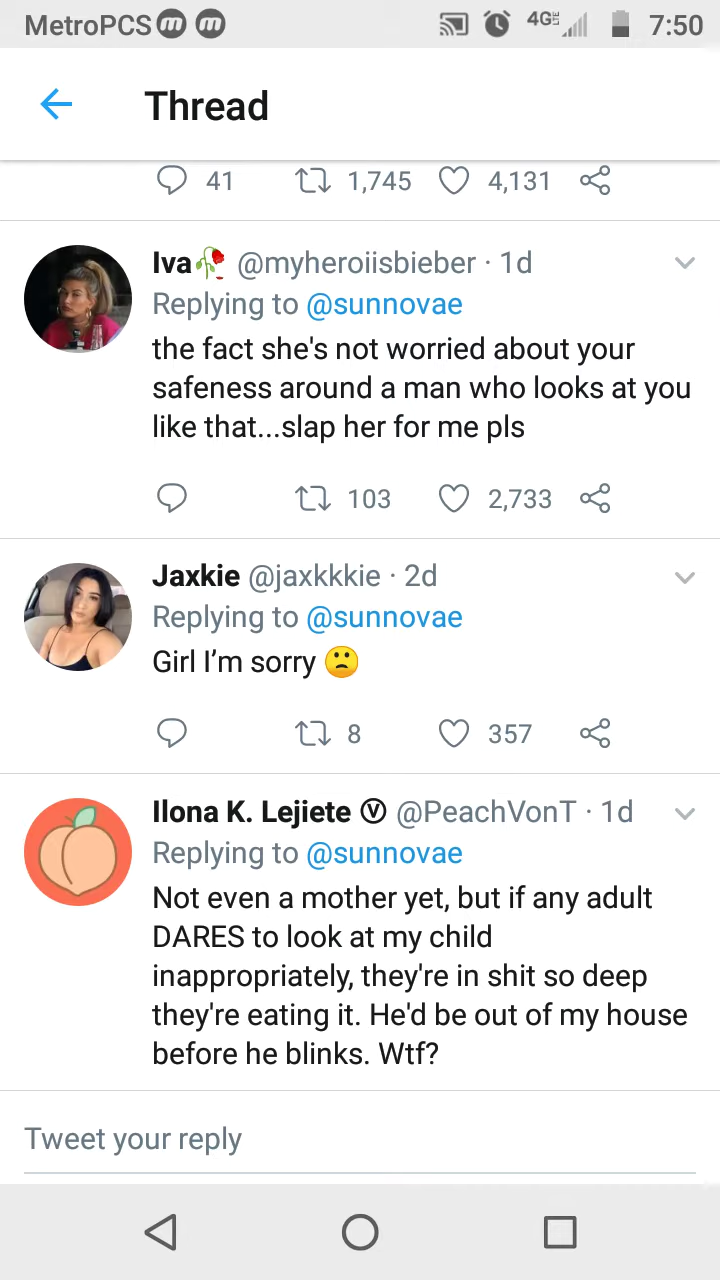 MetroPCS m m 4G LTE 7:50
Thread
41 1,745 4,131
Iva🥀 @myheroiisbieber · 1d
Replying to @sunnovae
the fact she's not worried about your
safeness around a man who looks at you
like that...slap her for me pls
103 2,733
Jaxkie @jaxkkkie · 2d
Replying to @sunnovae
Girl I’m sorry 🙁
8 357
Ilona K. Lejiete Ⓥ @PeachVonT · 1d
Replying to @sunnovae
Not even a mother yet, but if any adult
DARES to look at my child
inappropriately, they're in shit so deep
they're eating it. He'd be out of my house
before he blinks. Wtf?
Tweet your reply